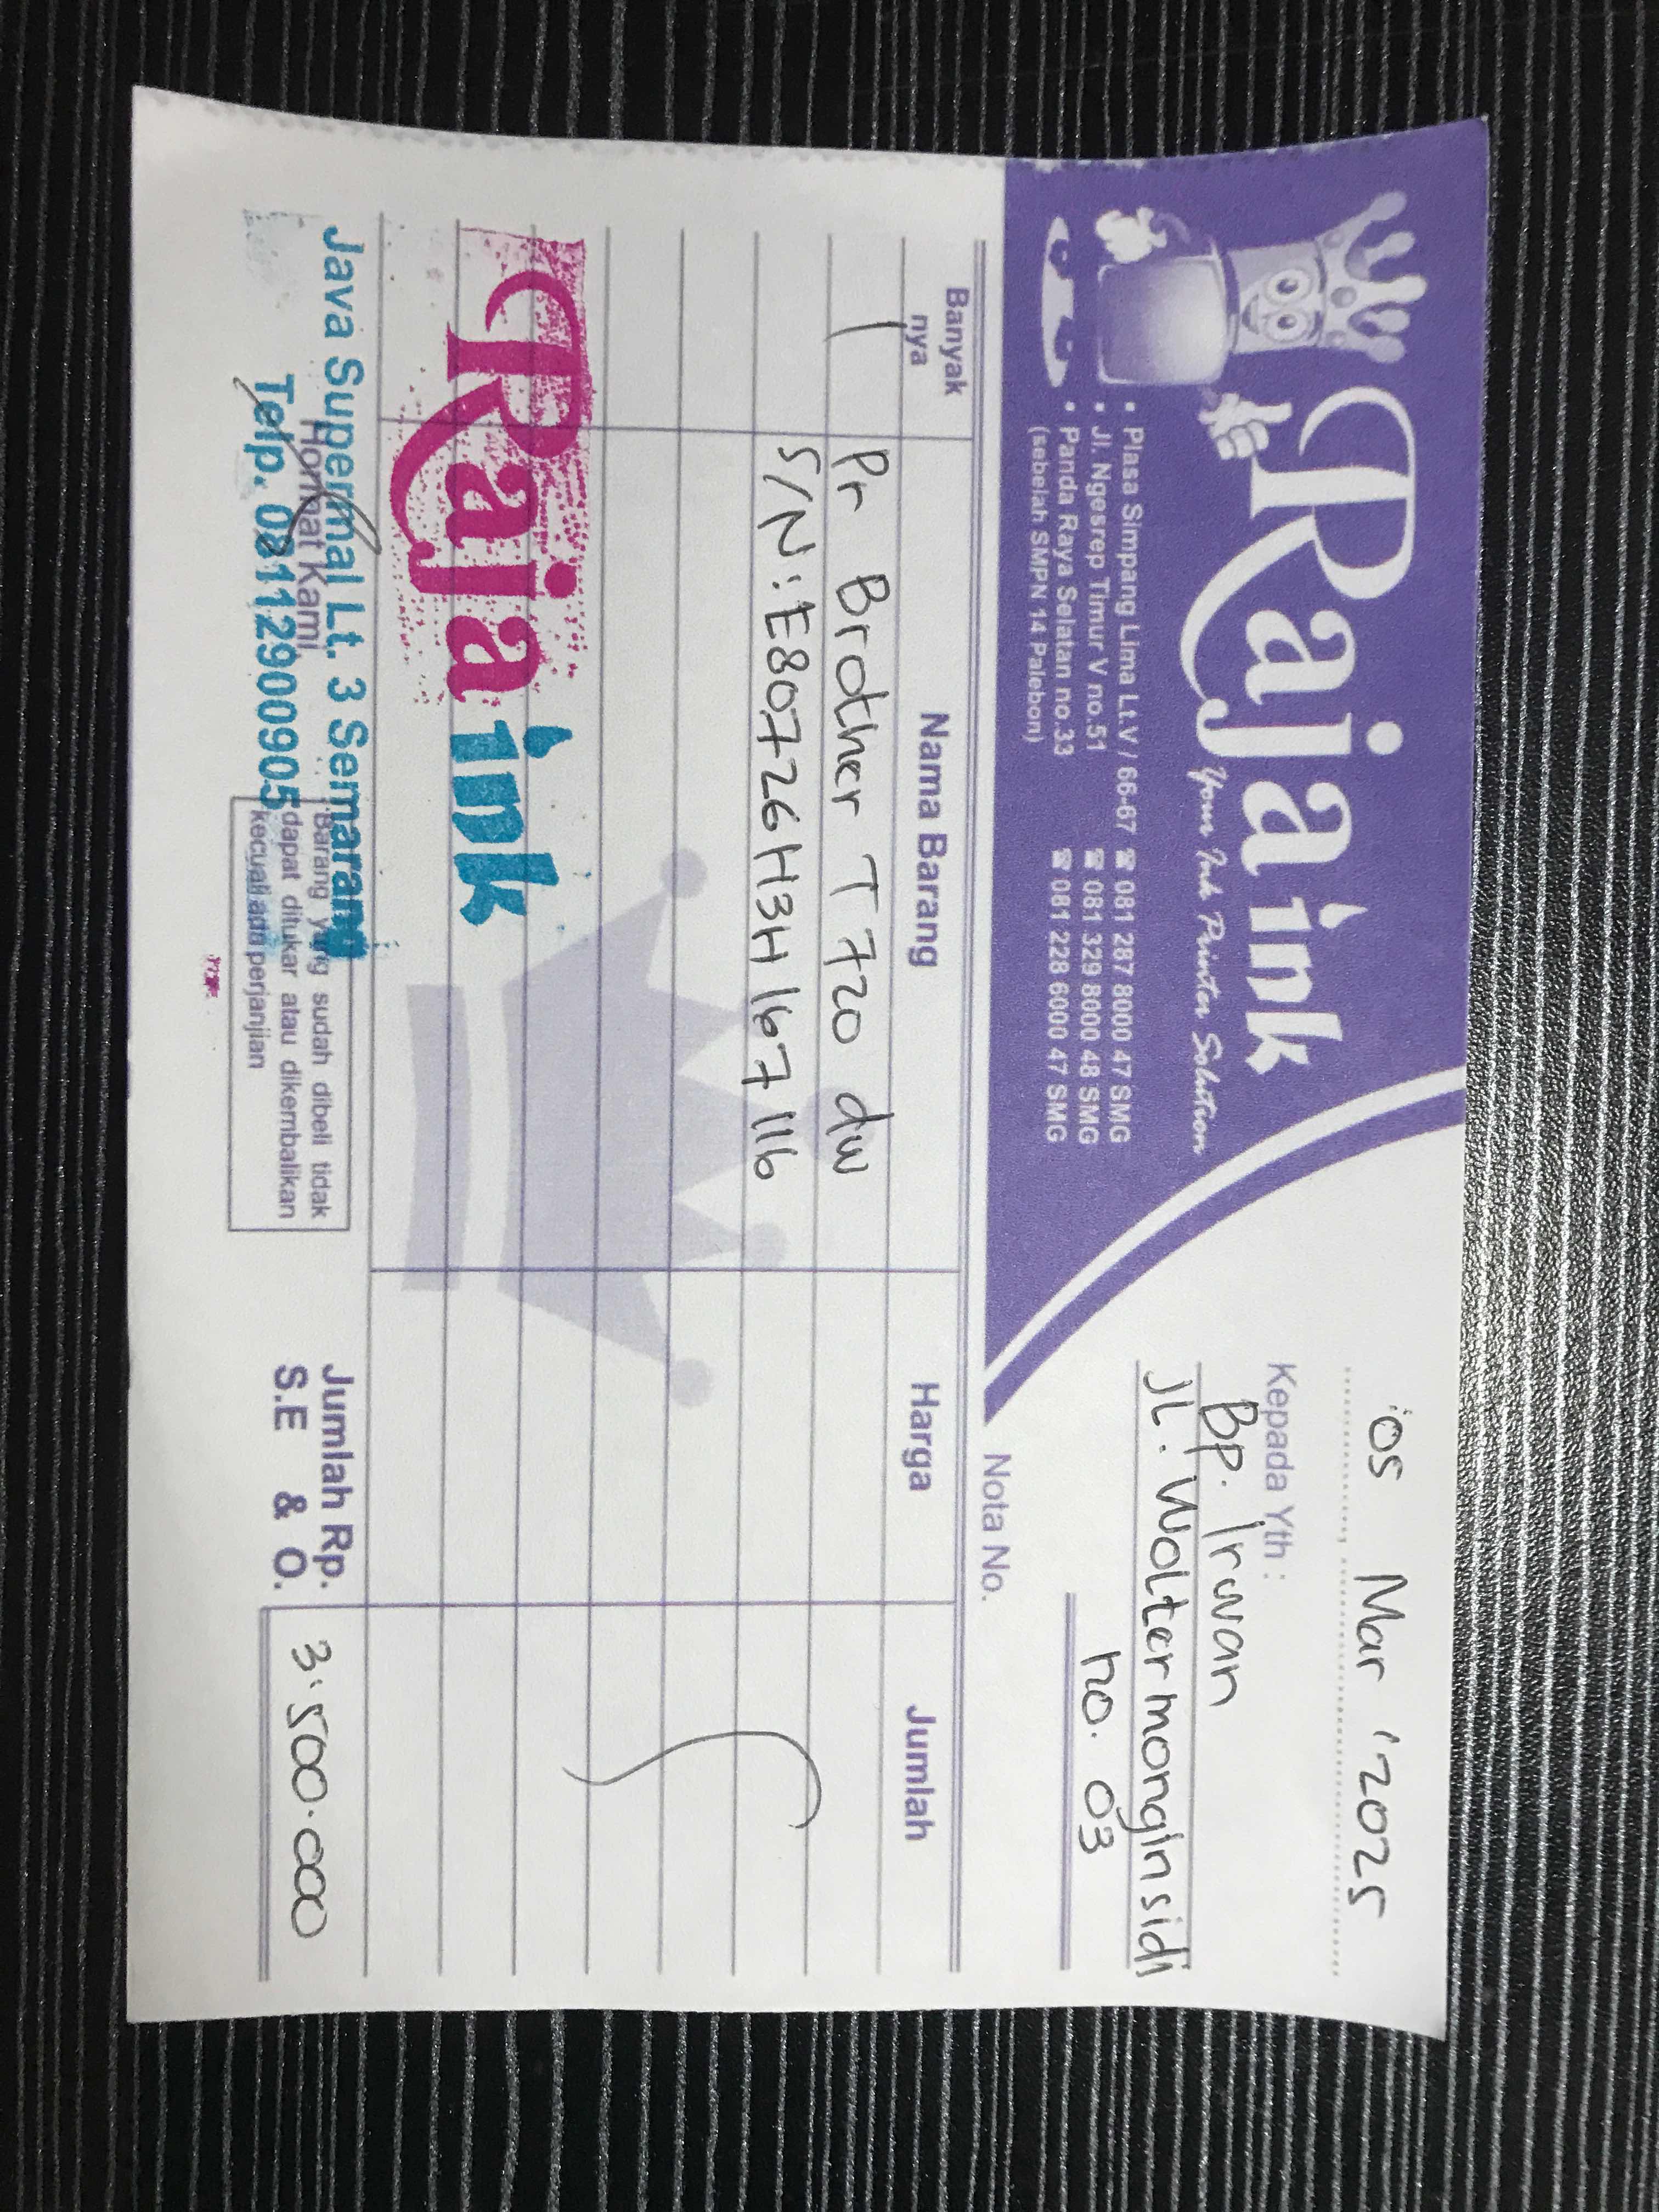 Raja ink
Your Ink Printer Solution
• Plasa Simpang Lima Lt.V / 66-67 ☎ 081 287 8000 47 SMG
• Jl. Ngesrep Timur V no.51 ☎ 081 329 8000 48 SMG
• Panda Raya Selatan no.33 ☎ 081 228 6000 47 SMG
(sebelah SMPN 14 Palebon)
05 Mar '2025
Kepada Yth :
Bp. Irwan
JL. Wolter monginsidi
no. 03
Nota No.
Banyak nya Nama Barang Harga Jumlah
1 Pr Brother T720 dw
S/N: E80726H3H167116
Raja ink
Java Supermal Lt. 3 Semarang
Hormat Kami
Telp. 08112900905
Barang yang sudah dibeli tidak
dapat ditukar atau dikembalikan
kecuali ada perjanjian
Jumlah Rp. 3.500.000
S.E & O.